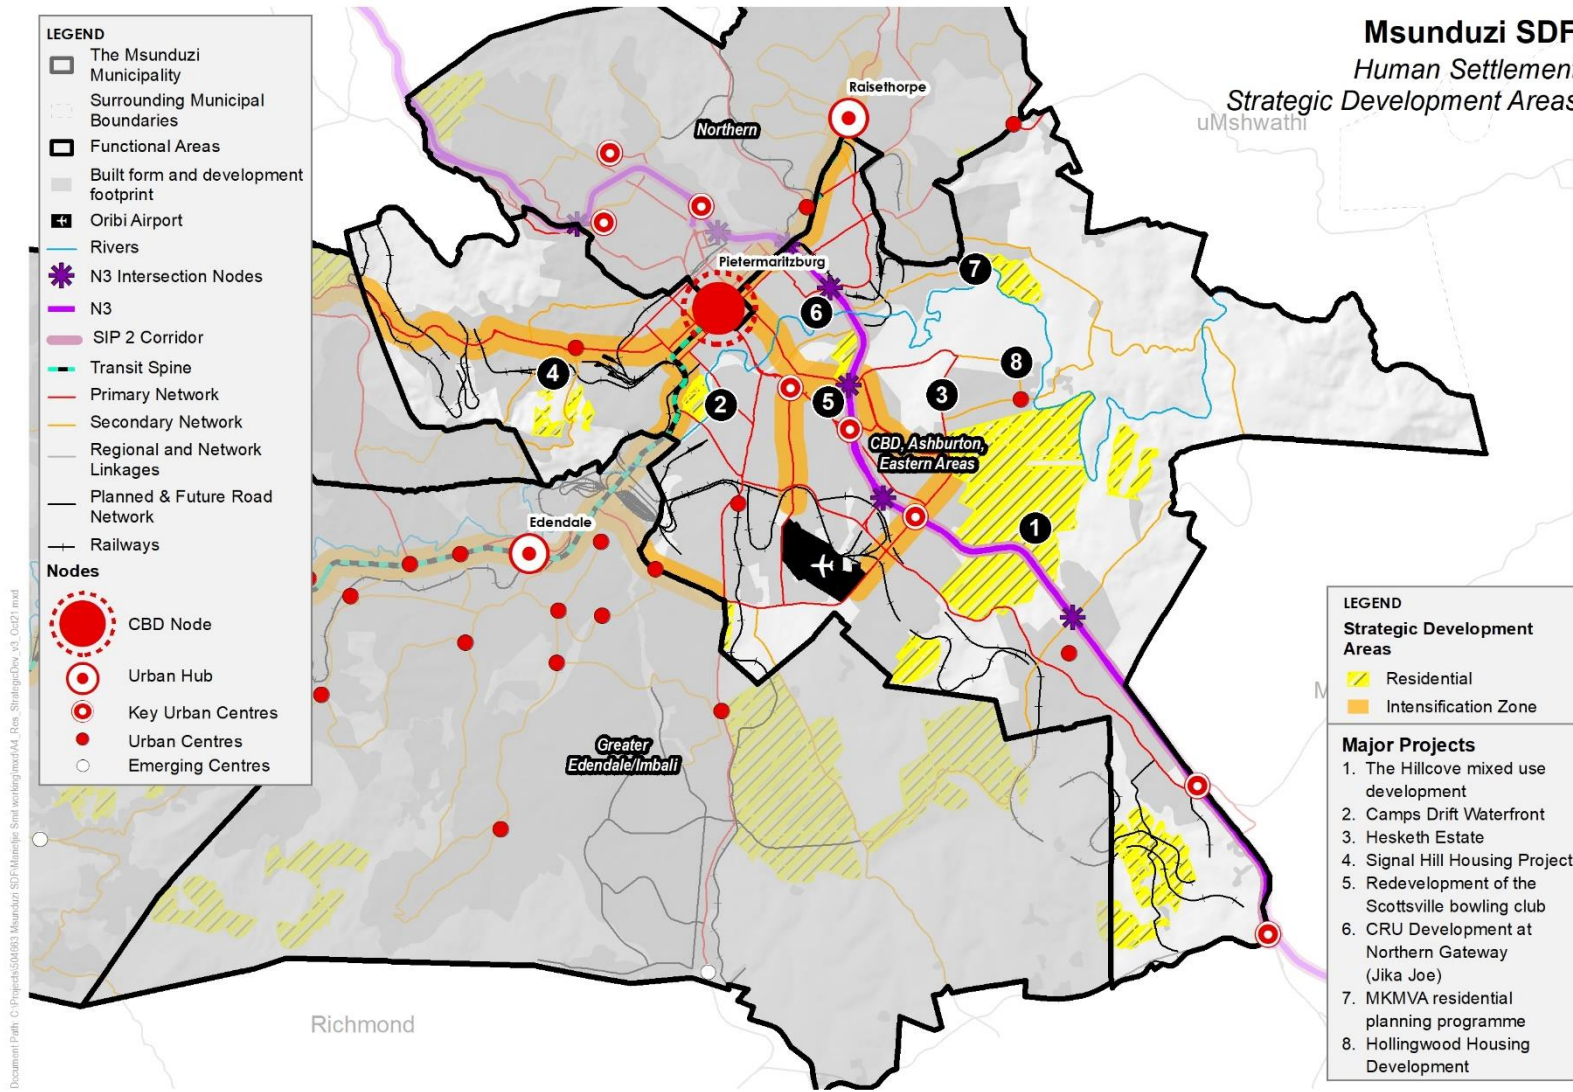 Msunduzi SDF
Human Settlement
Strategic Development Areas
LEGEND
The Msunduzi
Municipality
Surrounding Municipal
Boundaries
Functional Areas
Built form and development
footprint
Oribi Airport
Rivers
N3 Intersection Nodes
N3
SIP 2 Corridor
Transit Spine
Primary Network
Secondary Network
Regional and Network
Linkages
Planned & Future Road
Network
Railways
Nodes
CBD Node
Urban Hub
Key Urban Centres
Urban Centres
Emerging Centres
uMshwathi
Raisethorpe
Northern
Pietermaritzburg
7
6
8
4
5
3
2
CBD, Ashburton,
Eastern Areas
1
Edendale
Greater
Edendale/Imbali
Richmond
M
LEGEND
Strategic Development
Areas
Residential
Intensification Zone
Major Projects
1. The Hillcove mixed use
development
2. Camps Drift Waterfront
3. Hesketh Estate
4. Signal Hill Housing Project
5. Redevelopment of the
Scottsville bowling club
6. CRU Development at
Northern Gateway
(Jika Joe)
7. MKMVA residential
planning programme
8. Hollingwood Housing
Development